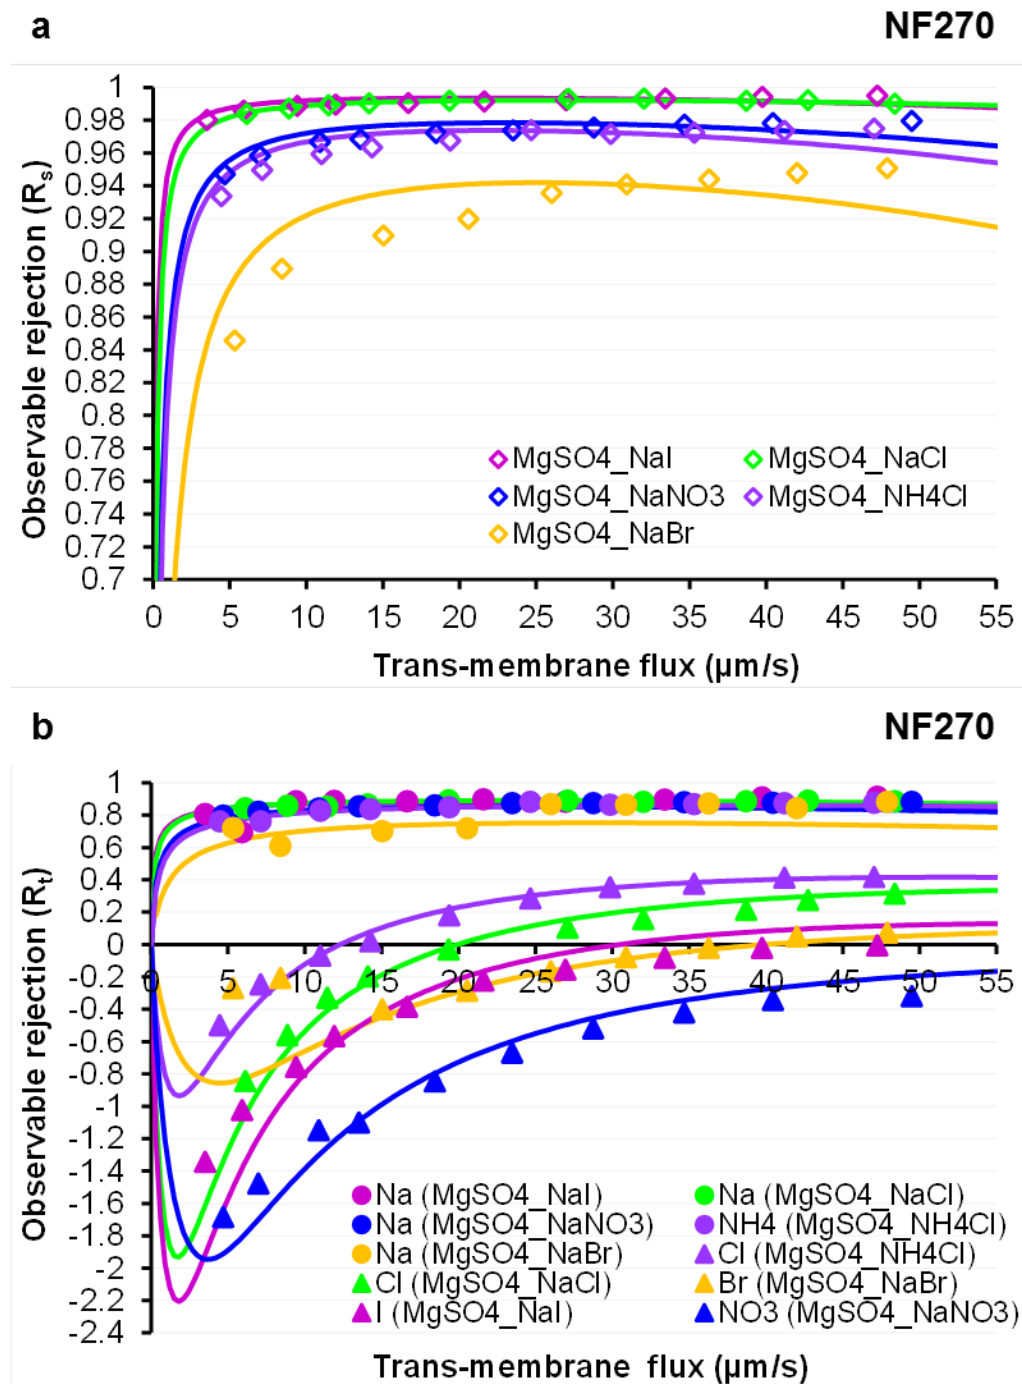 a NF270
1
0.98
0.96
0.94
0.92
0.9
0.88
0.86
0.84
0.82
0.8
0.78
0.76
0.74
0.72
0.7
Observable rejection (Rs)
MgSO4_NaI MgSO4_NaCl
MgSO4_NaNO3 MgSO4_NH4Cl
MgSO4_NaBr
0 5 10 15 20 25 30 35 40 45 50 55
Trans-membrane flux (µm/s)
b NF270
1
0.8
0.6
0.4
0.2
0
-0.2
-0.4
-0.6
-0.8
-1
-1.2
-1.4
-1.6
-1.8
-2
-2.2
-2.4
Observable rejection (Rt)
0 5 10 15 20 25 30 35 40 45 50 55
Na (MgSO4_NaI) Na (MgSO4_NaCl)
Na (MgSO4_NaNO3) NH4 (MgSO4_NH4Cl)
Na (MgSO4_NaBr) Cl (MgSO4_NH4Cl)
Cl (MgSO4_NaCl) Br (MgSO4_NaBr)
I (MgSO4_NaI) NO3 (MgSO4_NaNO3)
Trans-membrane flux (µm/s)